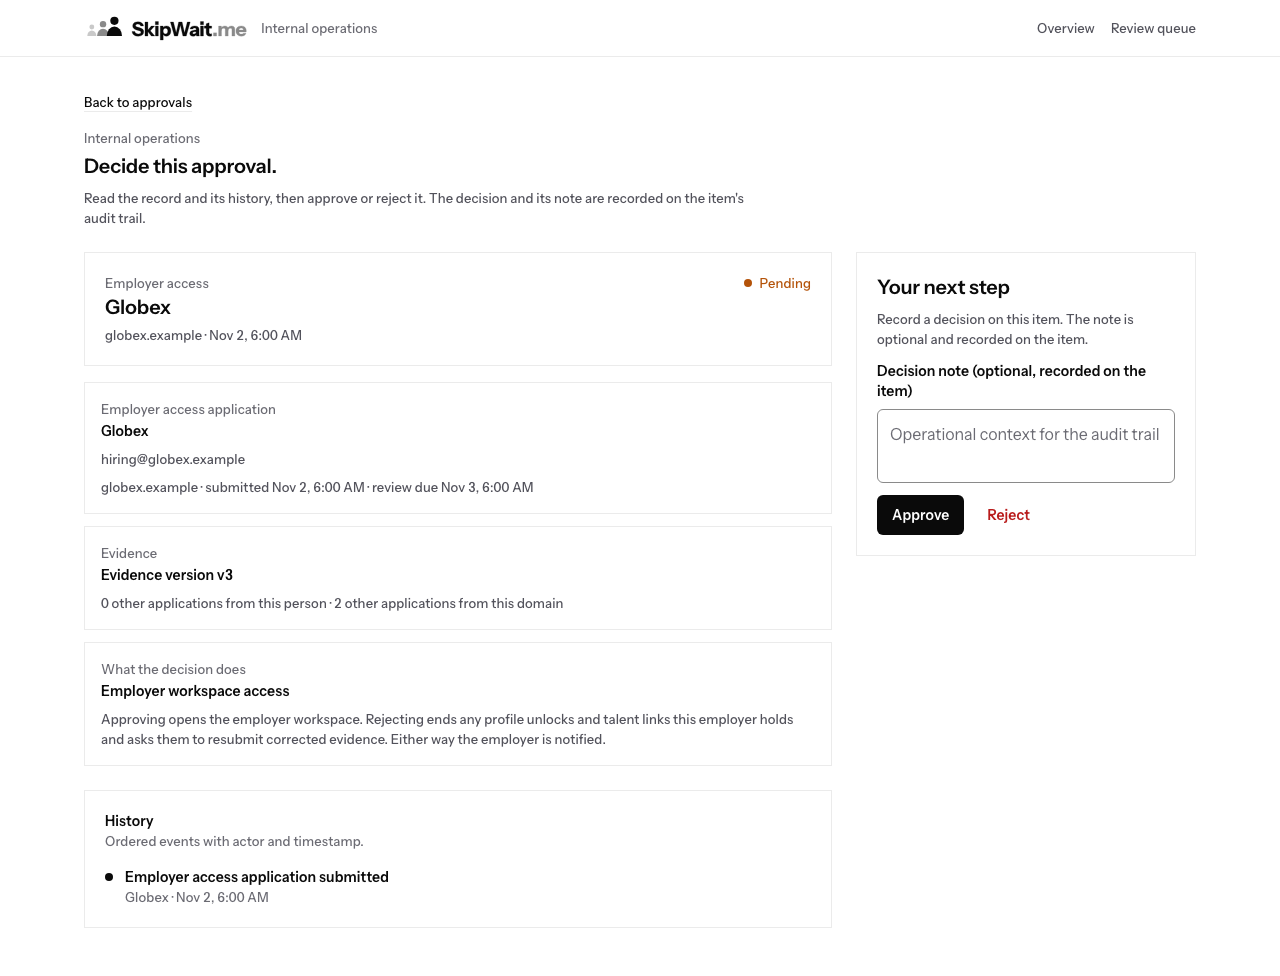 SkipWait.me Internal operations Overview Review queue
Back to approvals
Internal operations
Decide this approval.
Read the record and its history, then approve or reject it. The decision and its note are recorded on the item's
audit trail.
Employer access
Pending
Globex
globex.example · Nov 2, 6:00 AM
Employer access application
Globex
hiring@globex.example
globex.example · submitted Nov 2, 6:00 AM · review due Nov 3, 6:00 AM
Evidence
Evidence version v3
0 other applications from this person · 2 other applications from this domain
What the decision does
Employer workspace access
Approving opens the employer workspace. Rejecting ends any profile unlocks and talent links this employer holds
and asks them to resubmit corrected evidence. Either way the employer is notified.
History
Ordered events with actor and timestamp.
Employer access application submitted
Globex · Nov 2, 6:00 AM
Your next step
Record a decision on this item. The note is
optional and recorded on the item.
Decision note (optional, recorded on the
item)
Operational context for the audit trail
Approve Reject